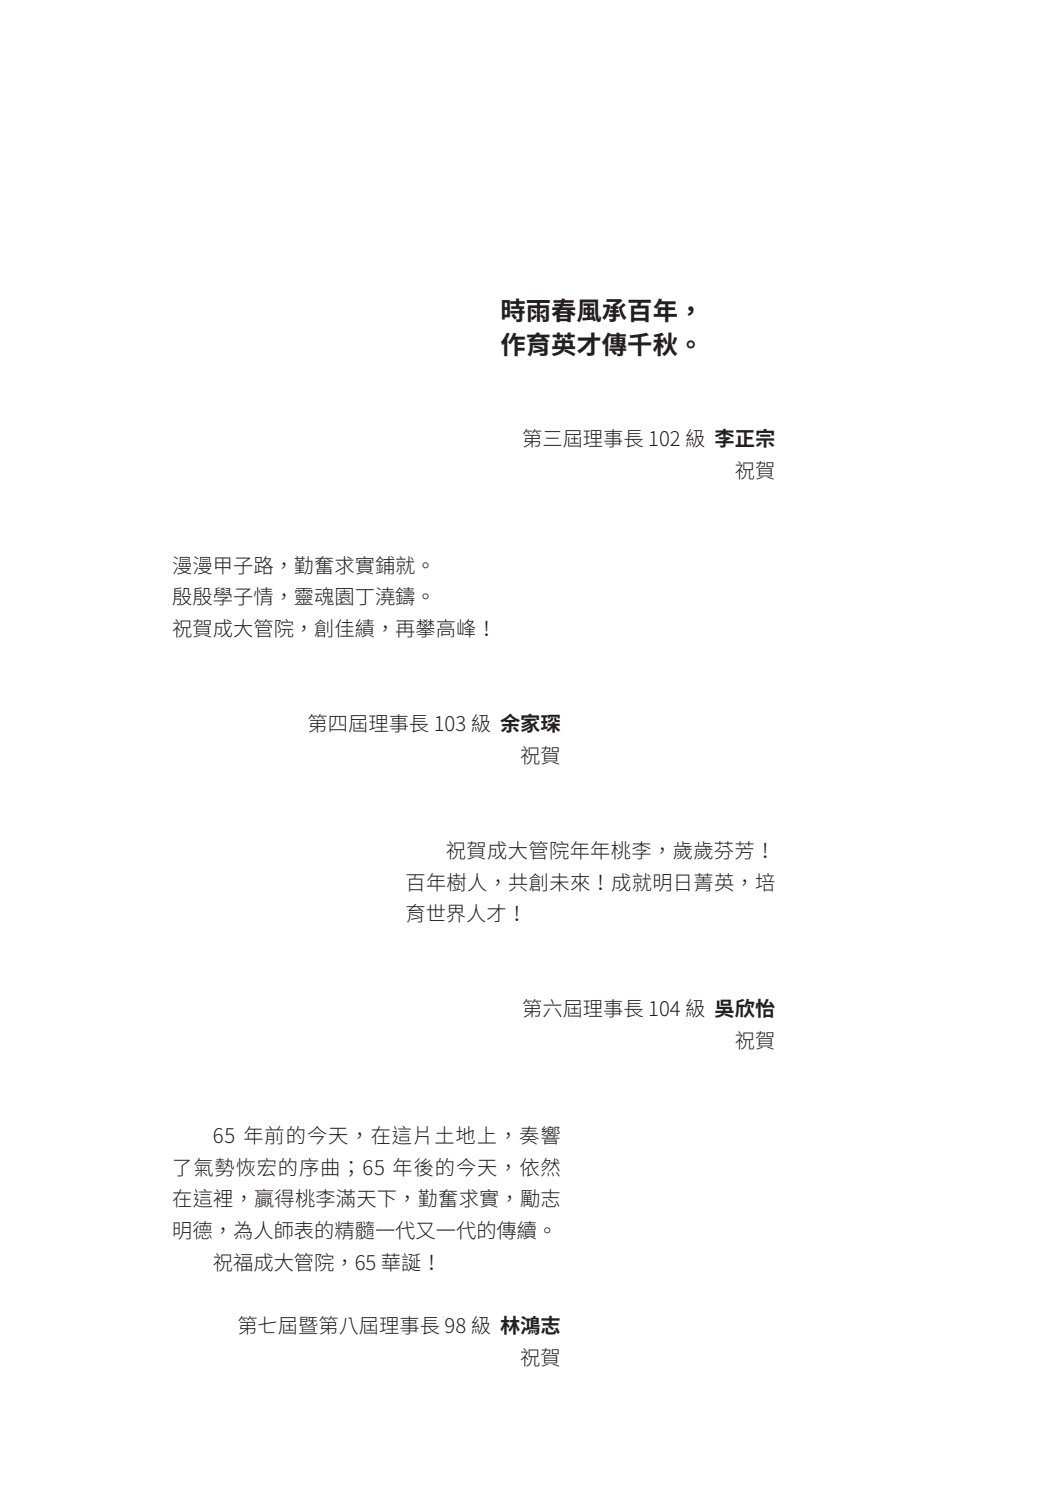 時雨春風承百年，
作育英才傳千秋。
第三屆理事長 102 級 李正宗
祝賀
漫漫甲子路，勤奮求實鋪就。
殷殷學子情，靈魂園丁澆鑄。
祝賀成大管院，創佳績，再攀高峰！
第四屆理事長 103 級 余家琛
祝賀
祝賀成大管院年年桃李，歲歲芬芳！
百年樹人，共創未來！成就明日菁英，培
育世界人才！
第六屆理事長 104 級 吳欣怡
祝賀
65 年前的今天，在這片土地上，奏響
了氣勢恢宏的序曲；65 年後的今天，依然
在這裡，贏得桃李滿天下，勤奮求實，勵志
明德，為人師表的精髓一代又一代的傳續。
祝福成大管院，65 華誕！
第七屆暨第八屆理事長 98 級 林鴻志
祝賀